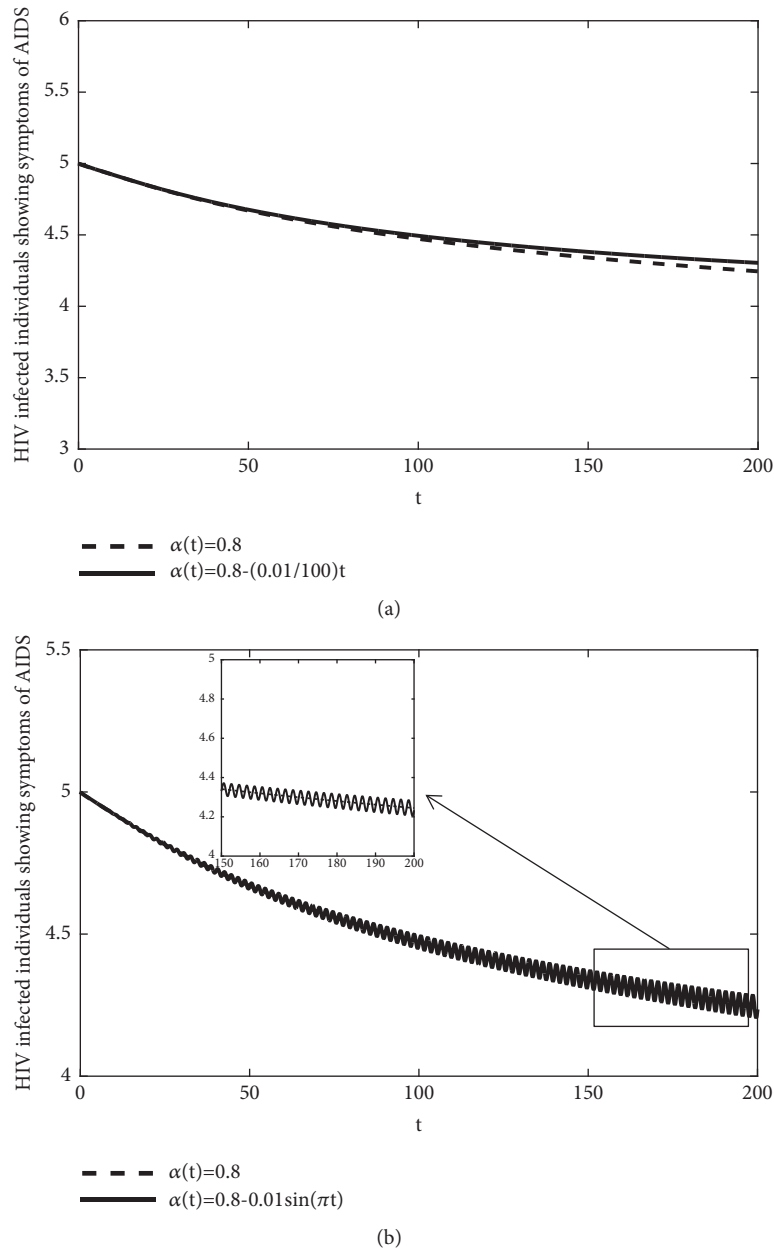 HIV infected individuals showing symptoms of AIDS
6
5.5
5
4.5
4
3.5
3
0 50 100 150 200
t
α(t)=0.8
α(t)=0.8-(0.01/100)t
(a)
HIV infected individuals showing symptoms of AIDS
5.5
5
4.5
4
5
4.8
4.6
4.4
4.2
4
150 160 170 180 190 200
0 50 100 150 200
t
α(t)=0.8
α(t)=0.8-0.01sin(πt)
(b)